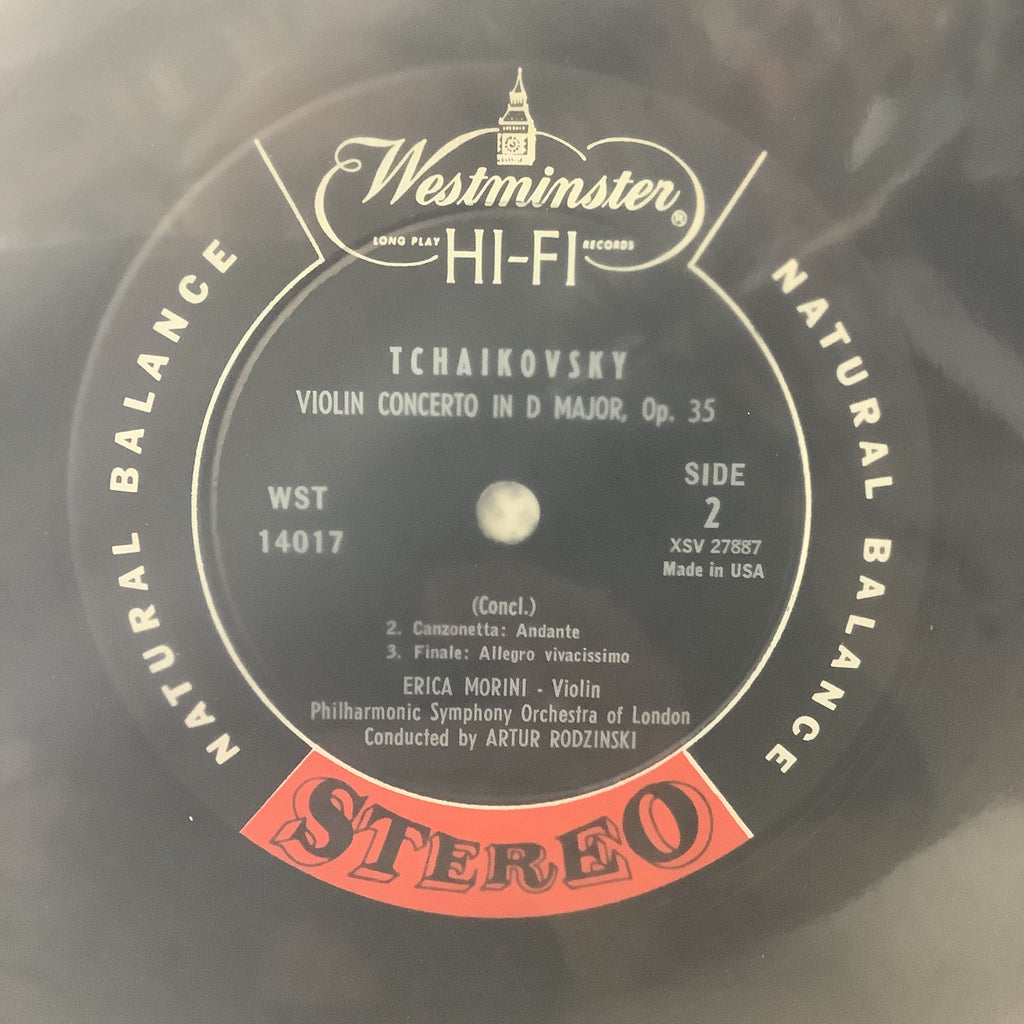 Westminster®
LONG PLAY HI-FI RECORDS
NATURAL BALANCE
NATURAL BALANCE
TCHAIKOVSKY
VIOLIN CONCERTO IN D MAJOR, Op. 35
WST
14017
SIDE
2
XSV 27887
Made in USA
(Concl.)
2. Canzonetta: Andante
3. Finale: Allegro vivacissimo
ERICA MORINI - Violin
Philharmonic Symphony Orchestra of London
Conducted by ARTUR RODZINSKI
STEREO